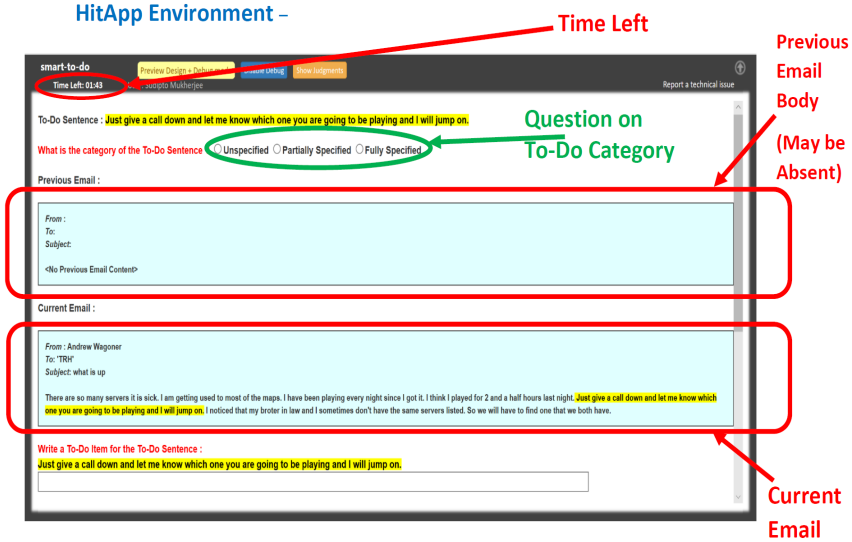 HitApp Environment –
Time Left
Previous
Email
Body
(May be
Absent)
smart-to-do
Preview Design + Debug mode
Disable Debug
Show Judgments
Time Left: 01:43
Sudipto Mukherjee
Report a technical issue
To-Do Sentence : Just give a call down and let me know which one you are going to be playing and I will jump on.
Question on
To-Do Category
What is the category of the To-Do Sentence
Unspecified Partially Specified Fully Specified
Previous Email :
From :
To:
Subject:
<No Previous Email Content>
Current Email :
From : Andrew Wagoner
To: 'TRH'
Subject: what is up
There are so many servers it is sick. I am getting used to most of the maps. I have been playing every night since I got it. I think I played for 2 and a half hours last night. Just give a call down and let me know which
one you are going to be playing and I will jump on. I noticed that my broter in law and I sometimes don't have the same servers listed. So we will have to find one that we both have.
Write a To-Do Item for the To-Do Sentence :
Just give a call down and let me know which one you are going to be playing and I will jump on.
Current
Email